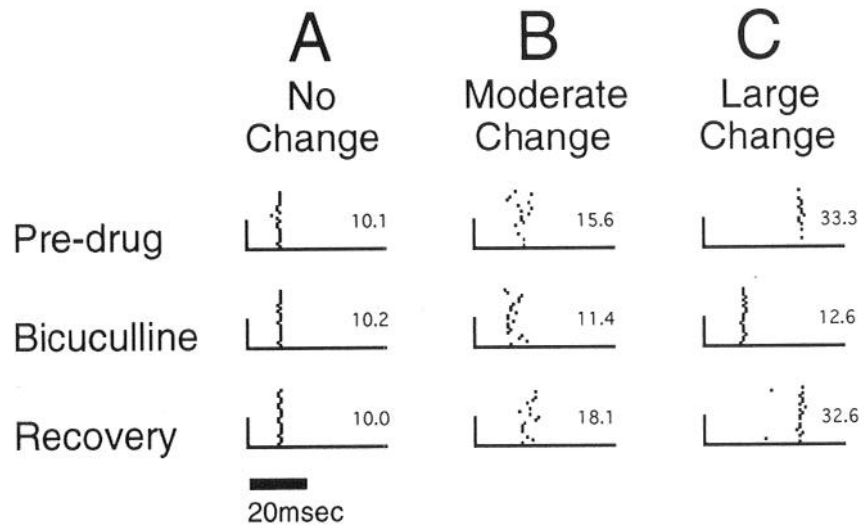 A B C
No Change Moderate Change Large Change
Pre-drug 10.1 15.6 33.3
Bicuculline 10.2 11.4 12.6
Recovery 10.0 18.1 32.6
20msec